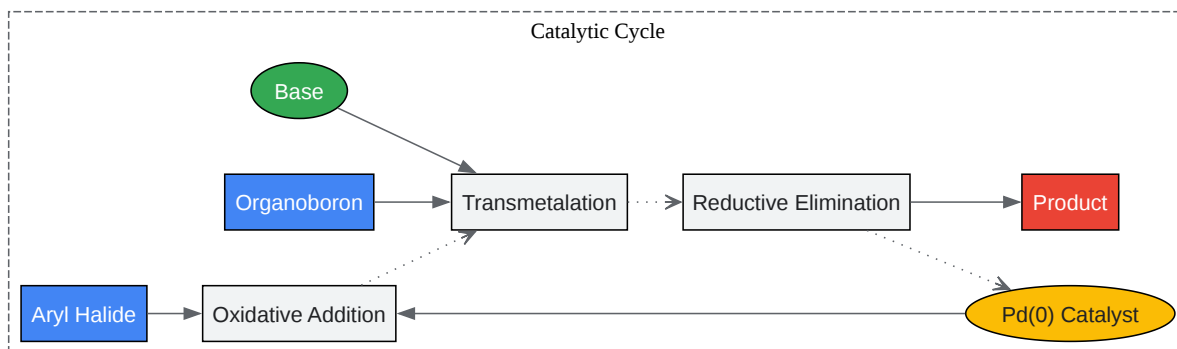 Catalytic Cycle
Base
Organoboron
Transmetalation
Reductive Elimination
Product
Aryl Halide
Oxidative Addition
Pd(0) Catalyst